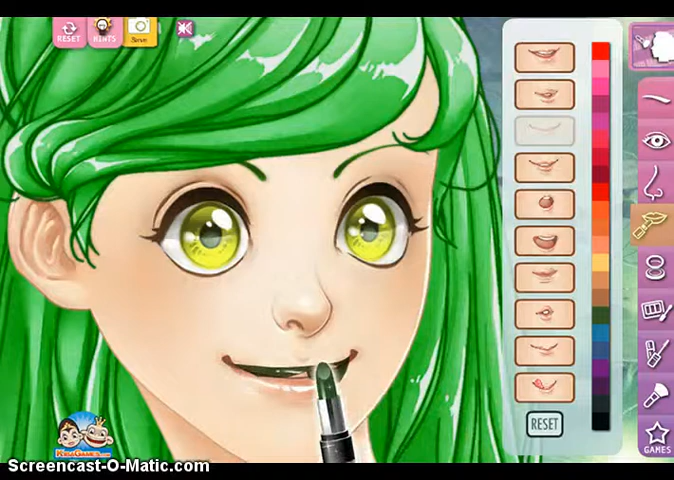 RESET
HINTS
Save
RESET
GAMES
Screencast-O-Matic.com